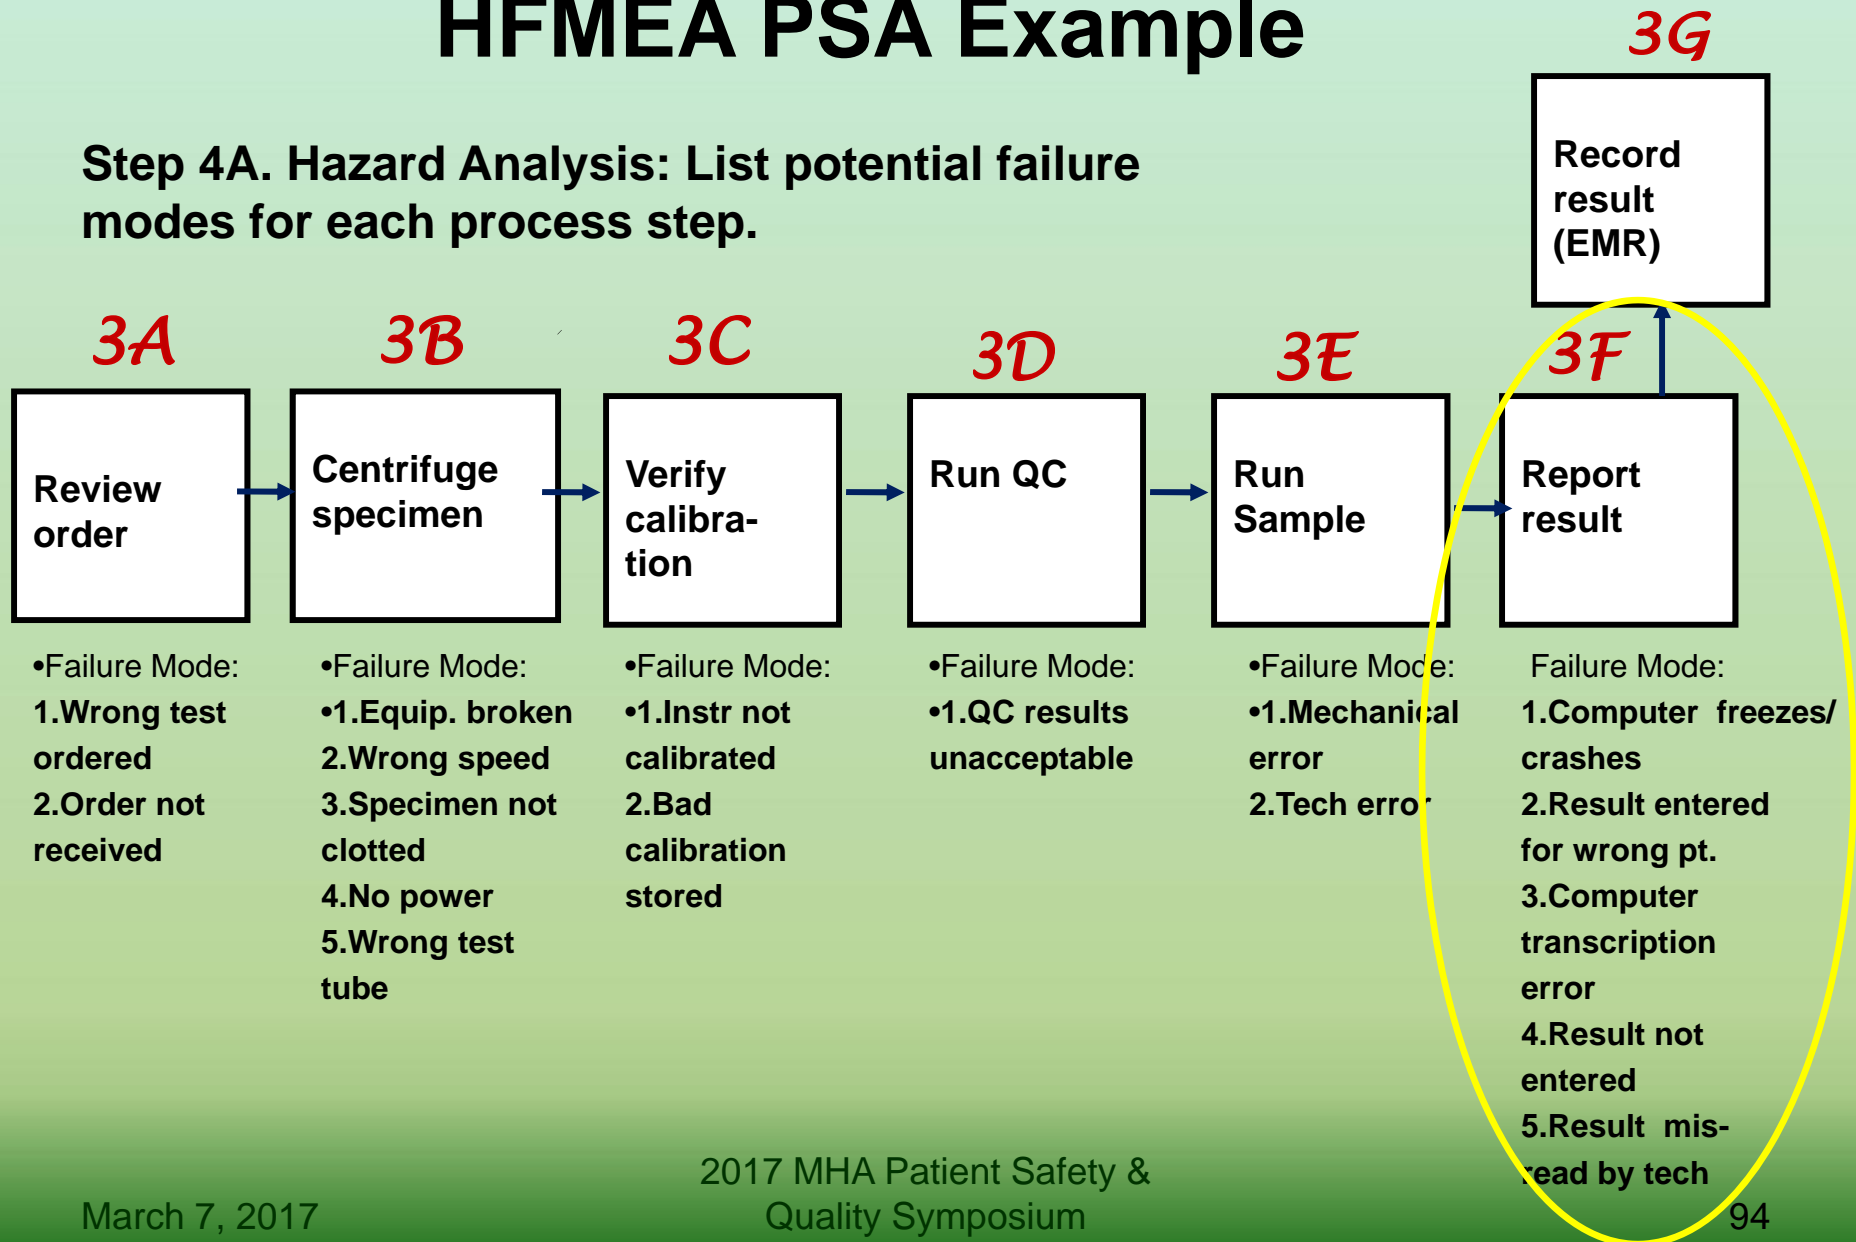 HFMEA PSA Example
Step 4A. Hazard Analysis: List potential failure
modes for each process step.
3G
Record
result
(EMR)
3A
Review
order
•Failure Mode:
1.Wrong test
ordered
2.Order not
received
3B
Centrifuge
specimen
•Failure Mode:
•1.Equip. broken
2.Wrong speed
3.Specimen not
clotted
4.No power
5.Wrong test
tube
3C
Verify
calibra-
tion
•Failure Mode:
•1.Instr not
calibrated
2.Bad
calibration
stored
3D
Run QC
•Failure Mode:
•1.QC results
unacceptable
3E
Run
Sample
•Failure Mode:
•1.Mechanical
error
2.Tech error
3F
Report
result
Failure Mode:
1.Computer freezes/
crashes
2.Result entered
for wrong pt.
3.Computer
transcription
error
4.Result not
entered
5.Result mis-
read by tech
March 7, 2017
2017 MHA Patient Safety &
Quality Symposium
94